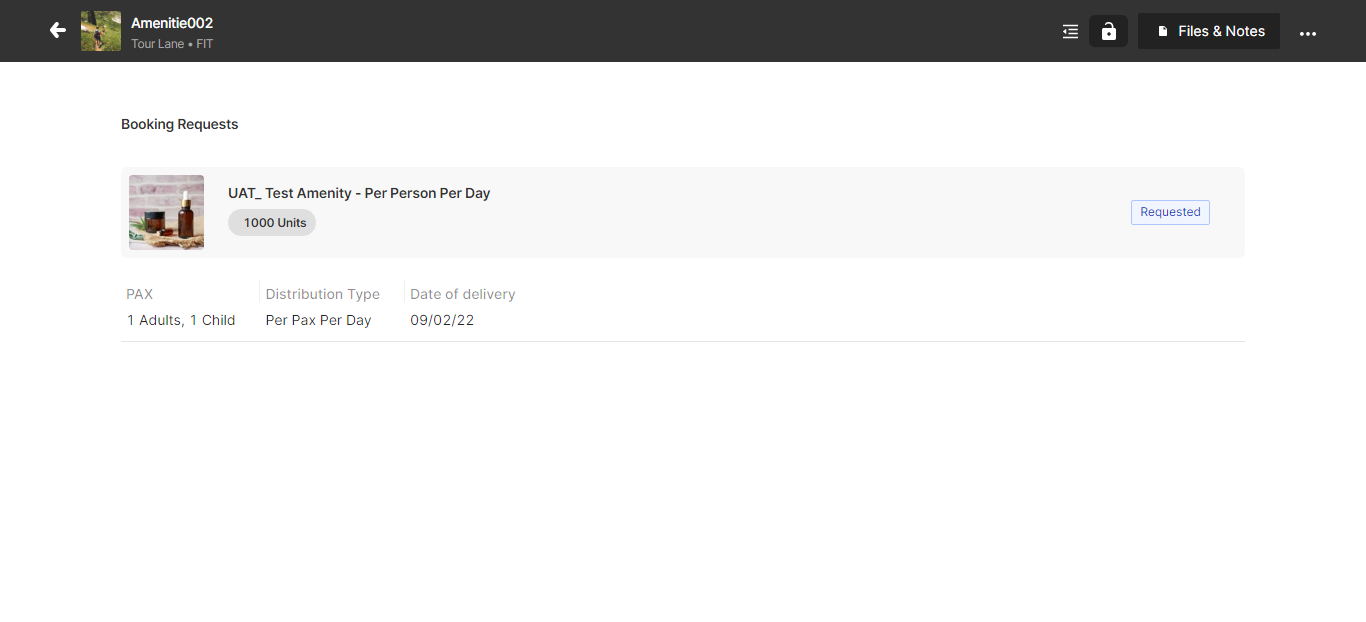 Amenitie002
Tour Lane • FIT
Files & Notes
Booking Requests
UAT_ Test Amenity - Per Person Per Day
1000 Units
Requested
PAX
Distribution Type
Date of delivery
1 Adults, 1 Child
Per Pax Per Day
09/02/22